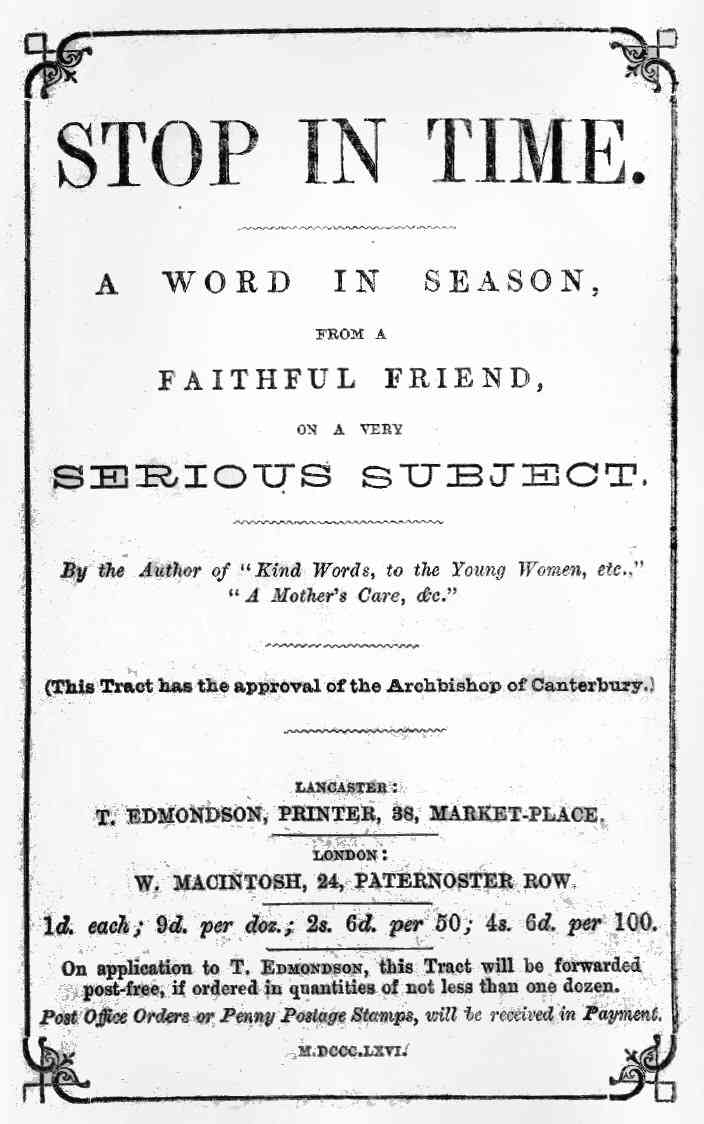 STOP IN TIME.
A WORD IN SEASON,
FROM A
FAITHFUL FRIEND,
ON A VERY
SERIOUS SUBJECT.
By the Author of "Kind Words, to the Young Women, etc.,"
"A Mother's Care, &c."
(This Tract has the approval of the Archbishop of Canterbury.)
LANCASTER:
T. EDMONDSON, PRINTER, 38, MARKET-PLACE.
LONDON:
W. MACINTOSH, 24, PATERNOSTER ROW.
1d. each; 9d. per doz.; 2s. 6d. per 50; 4s. 6d. per 100.
On application to T. EDMONDSON, this Tract will be forwarded
post-free, if ordered in quantities of not less than one dozen.
Post Office Orders or Penny Postage Stamps, will be received in Payment.
M.DCCC.LXVI.